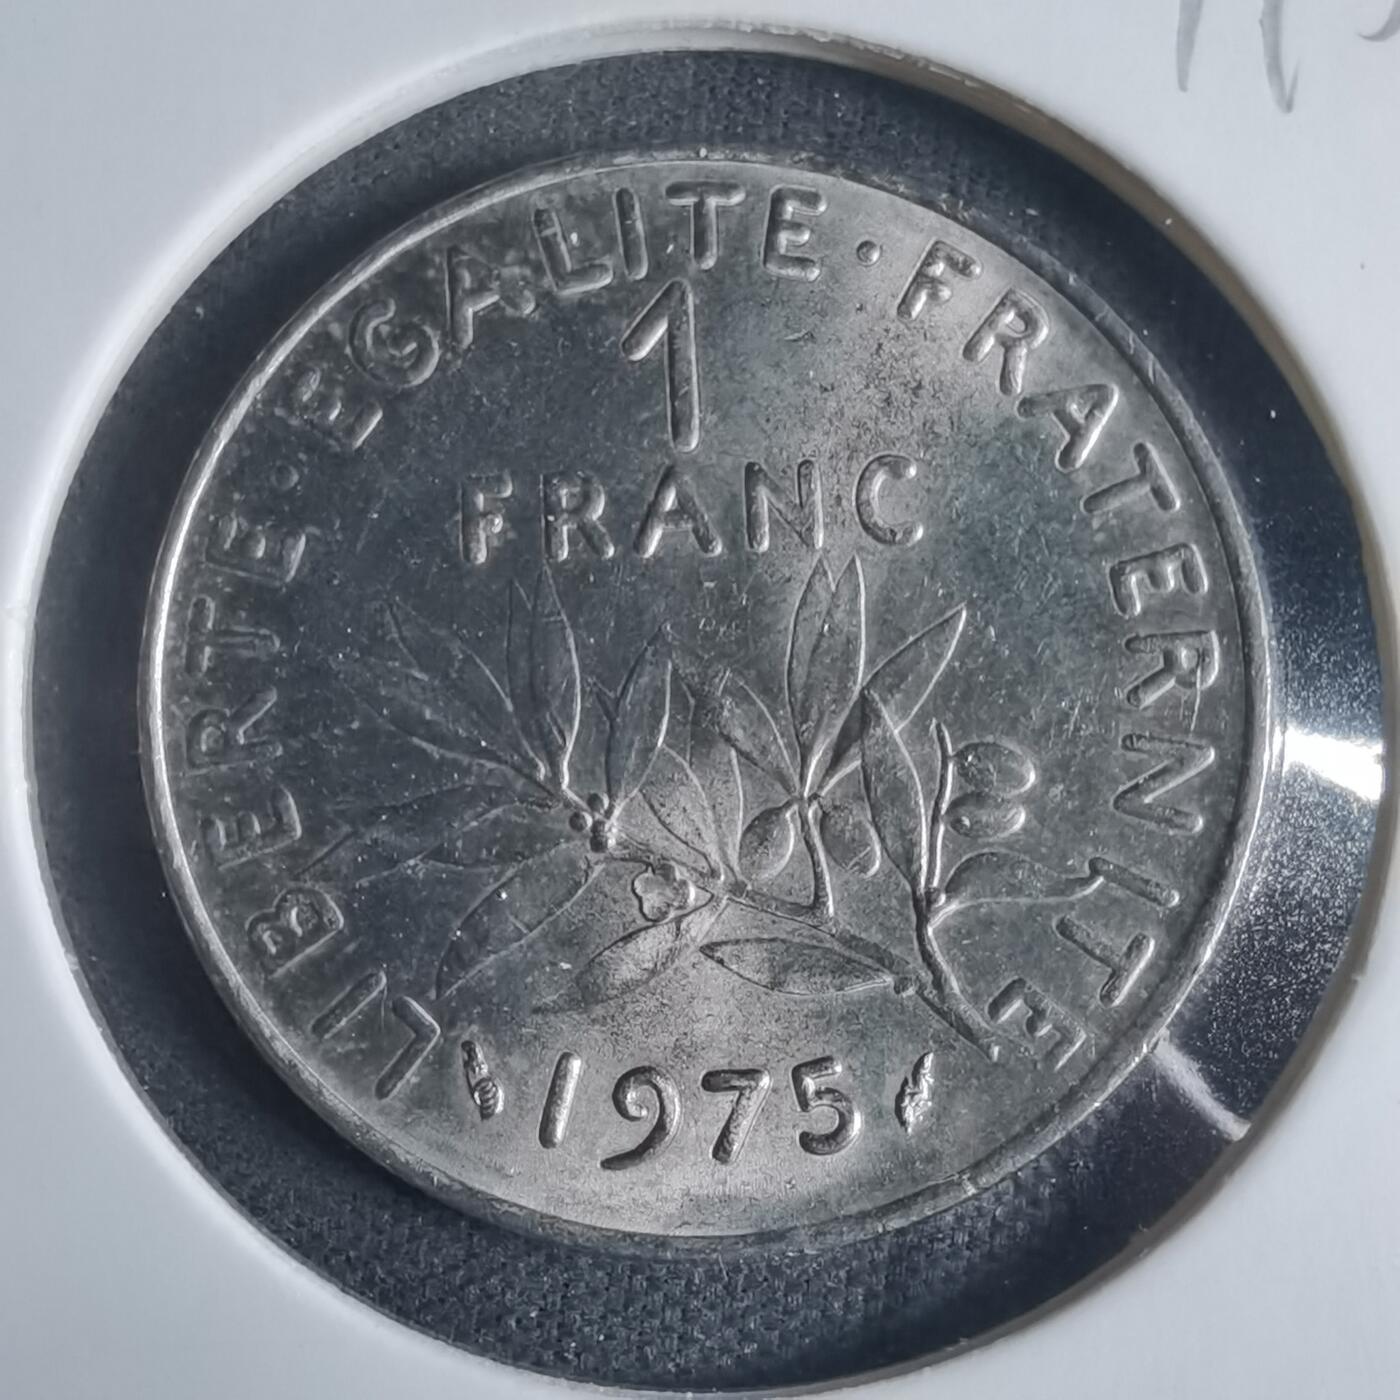 LIBERTE · EGALITE · FRATERNITE
1
FRANC
1975